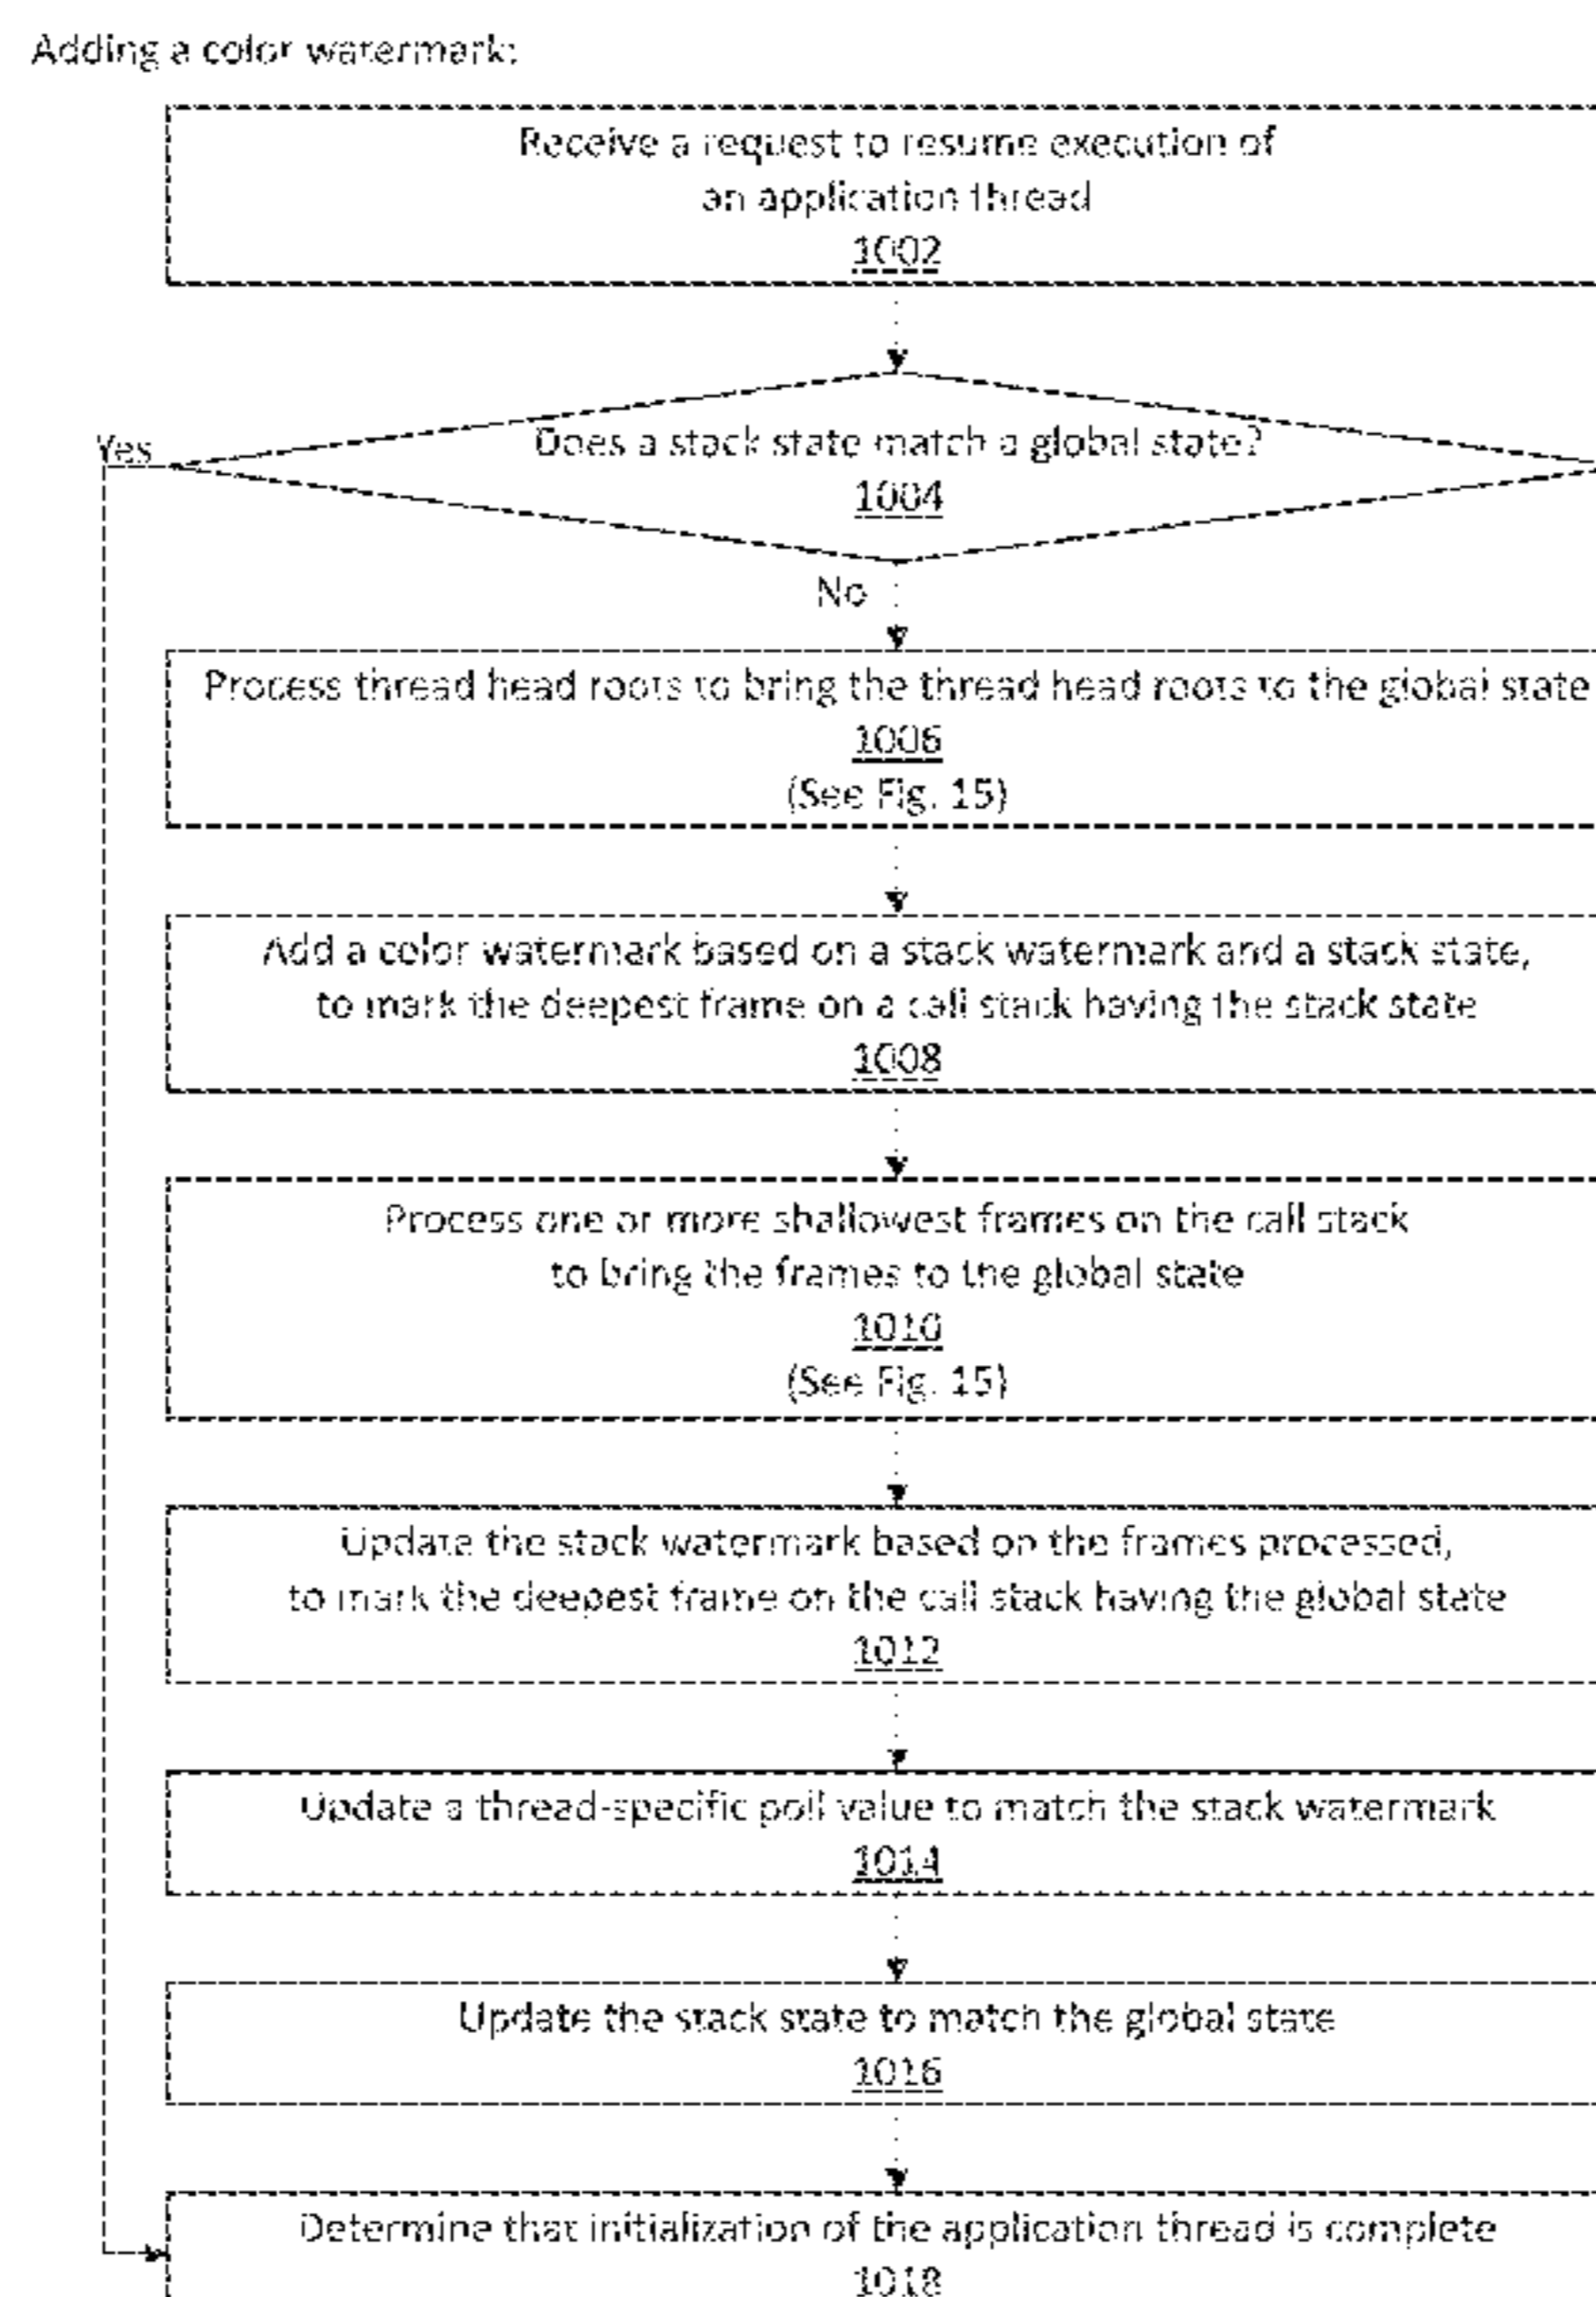 Adding a color watermark:
Receive a request to resume execution of
an application thread
1002
Does a stack state match a global state?
1004
Yes
No
Process thread head roots to bring the thread head roots to the global state
1006
(See Fig. 15)
Add a color watermark based on a stack watermark and a stack state,
to mark the deepest frame on a call stack having the stack state
1008
Process one or more shallowest frames on the call stack
to bring the frames to the global state
1010
(See Fig. 15)
Update the stack watermark based on the frames processed,
to mark the deepest frame on the call stack having the global state
1012
Update a thread-specific poll value to match the stack watermark
1014
Update the stack state to match the global state
1016
Determine that initialization of the application thread is complete
1018